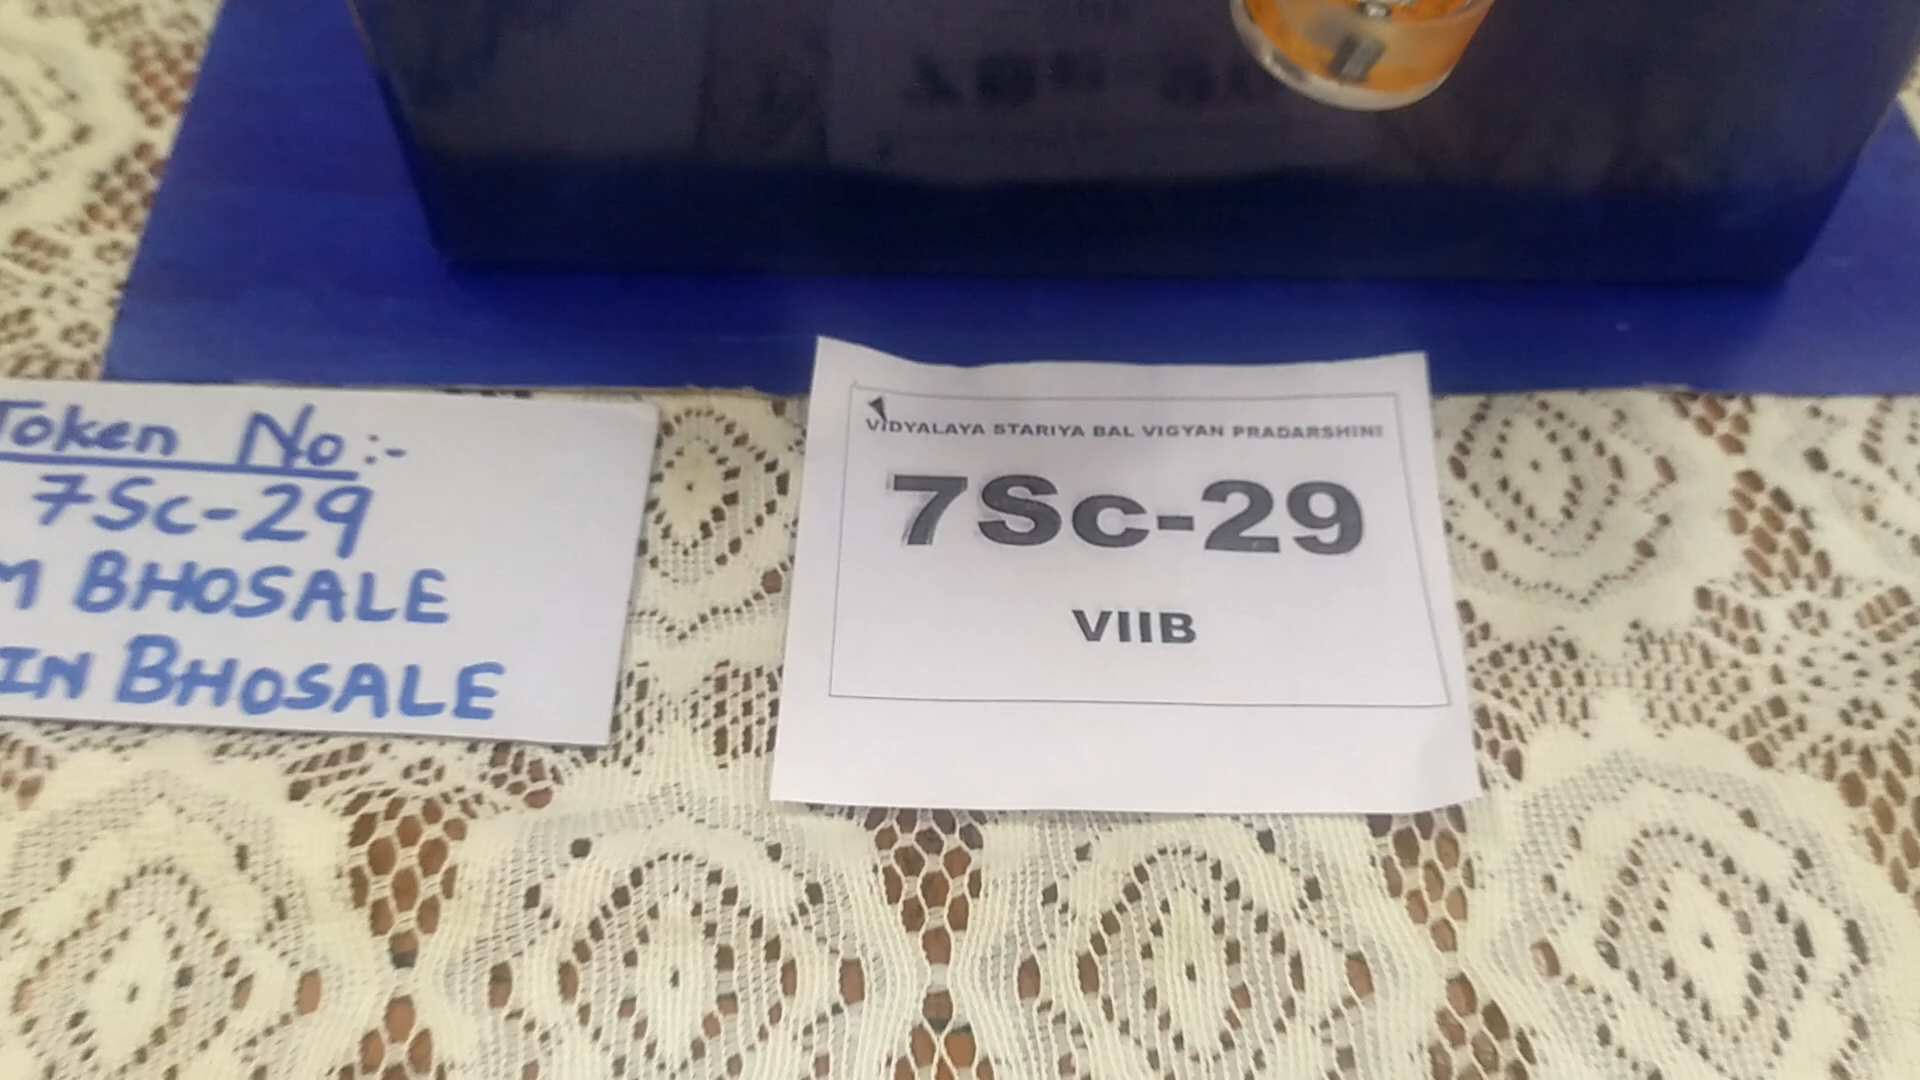 Token No:-
7Sc-29
M BHOSALE
IN BHOSALE
VIDYALAYA STARIYA BAL VIGYAN PRADARSHINI
7Sc-29
VIIB